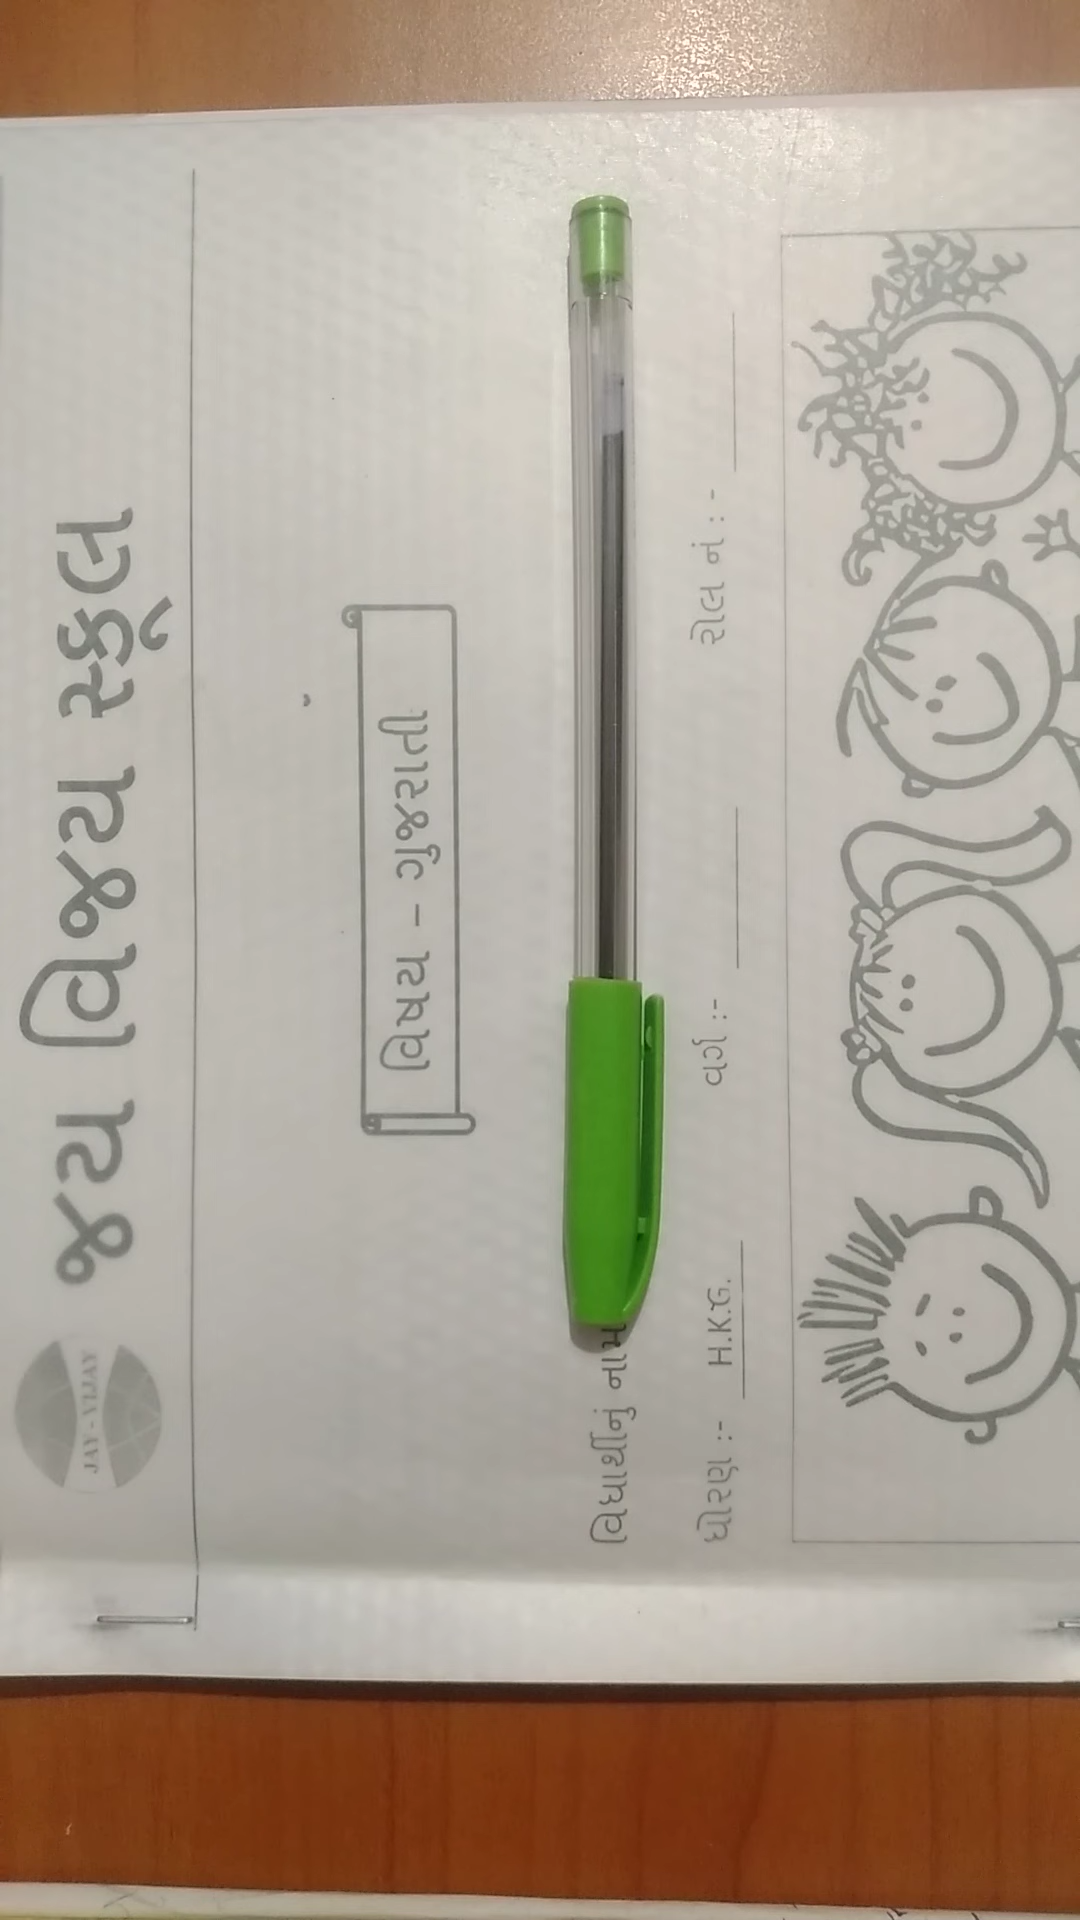 JAY - VIJAY
જય વિજય સ્કૂલ
વિષય - ગુજરાતી
વિદ્યાર્થીનું નામ
ધોરણ :- H.K.G. વર્ગ :- રોલ નં : -